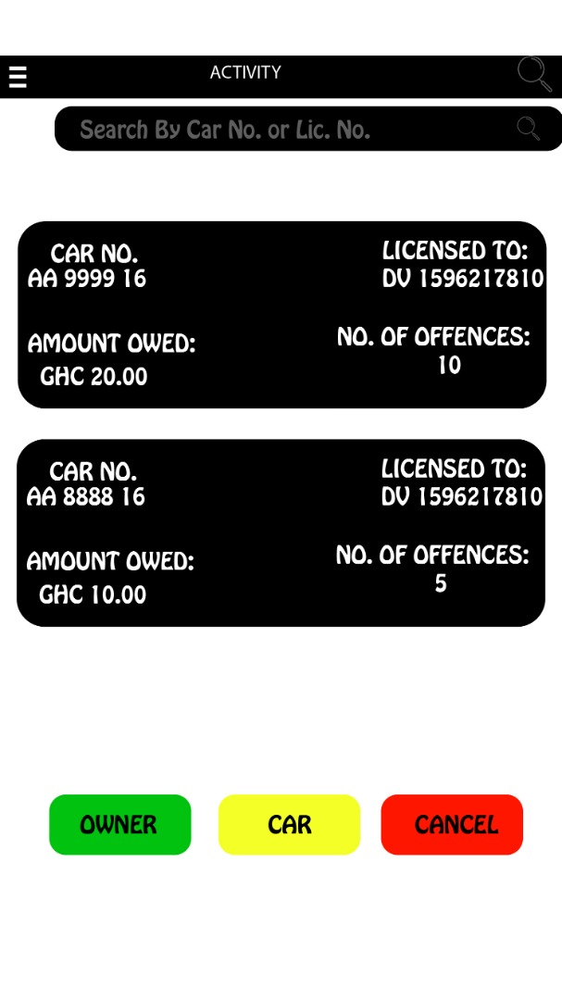 ACTIVITY
Search By Car No. or Lic. No.
CAR NO.
AA 9999 16
LICENSED TO:
DV 1596217810
AMOUNT OWED:
GHC 20.00
NO. OF OFFENCES:
10
CAR NO.
AA 8888 16
LICENSED TO:
DV 1596217810
AMOUNT OWED:
GHC 10.00
NO. OF OFFENCES:
5
OWNER
CAR
CANCEL